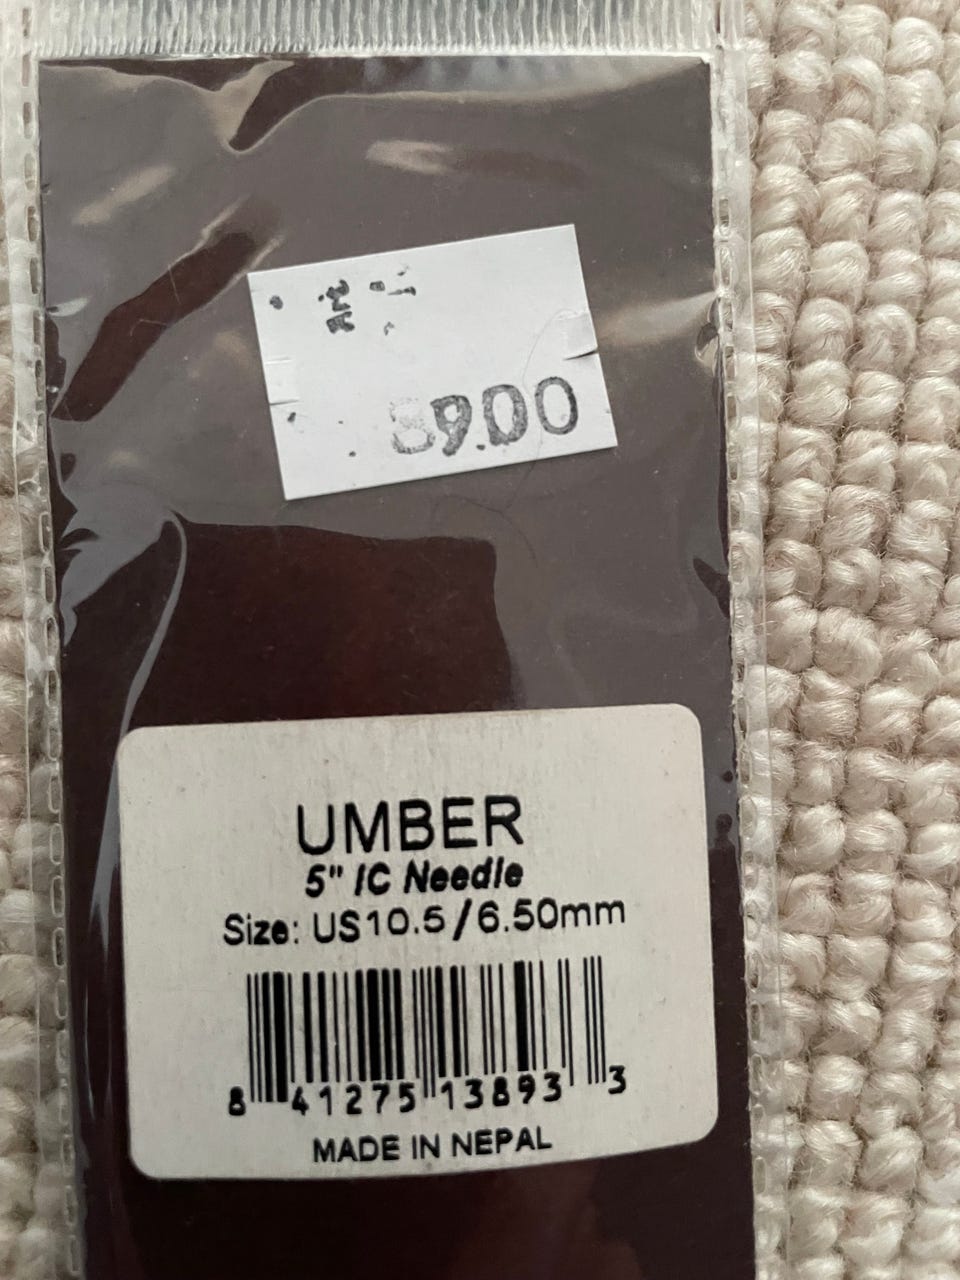 $9.00
UMBER
5" IC Needle
Size: US10.5/6.50mm
8 41275 13893 3
MADE IN NEPAL